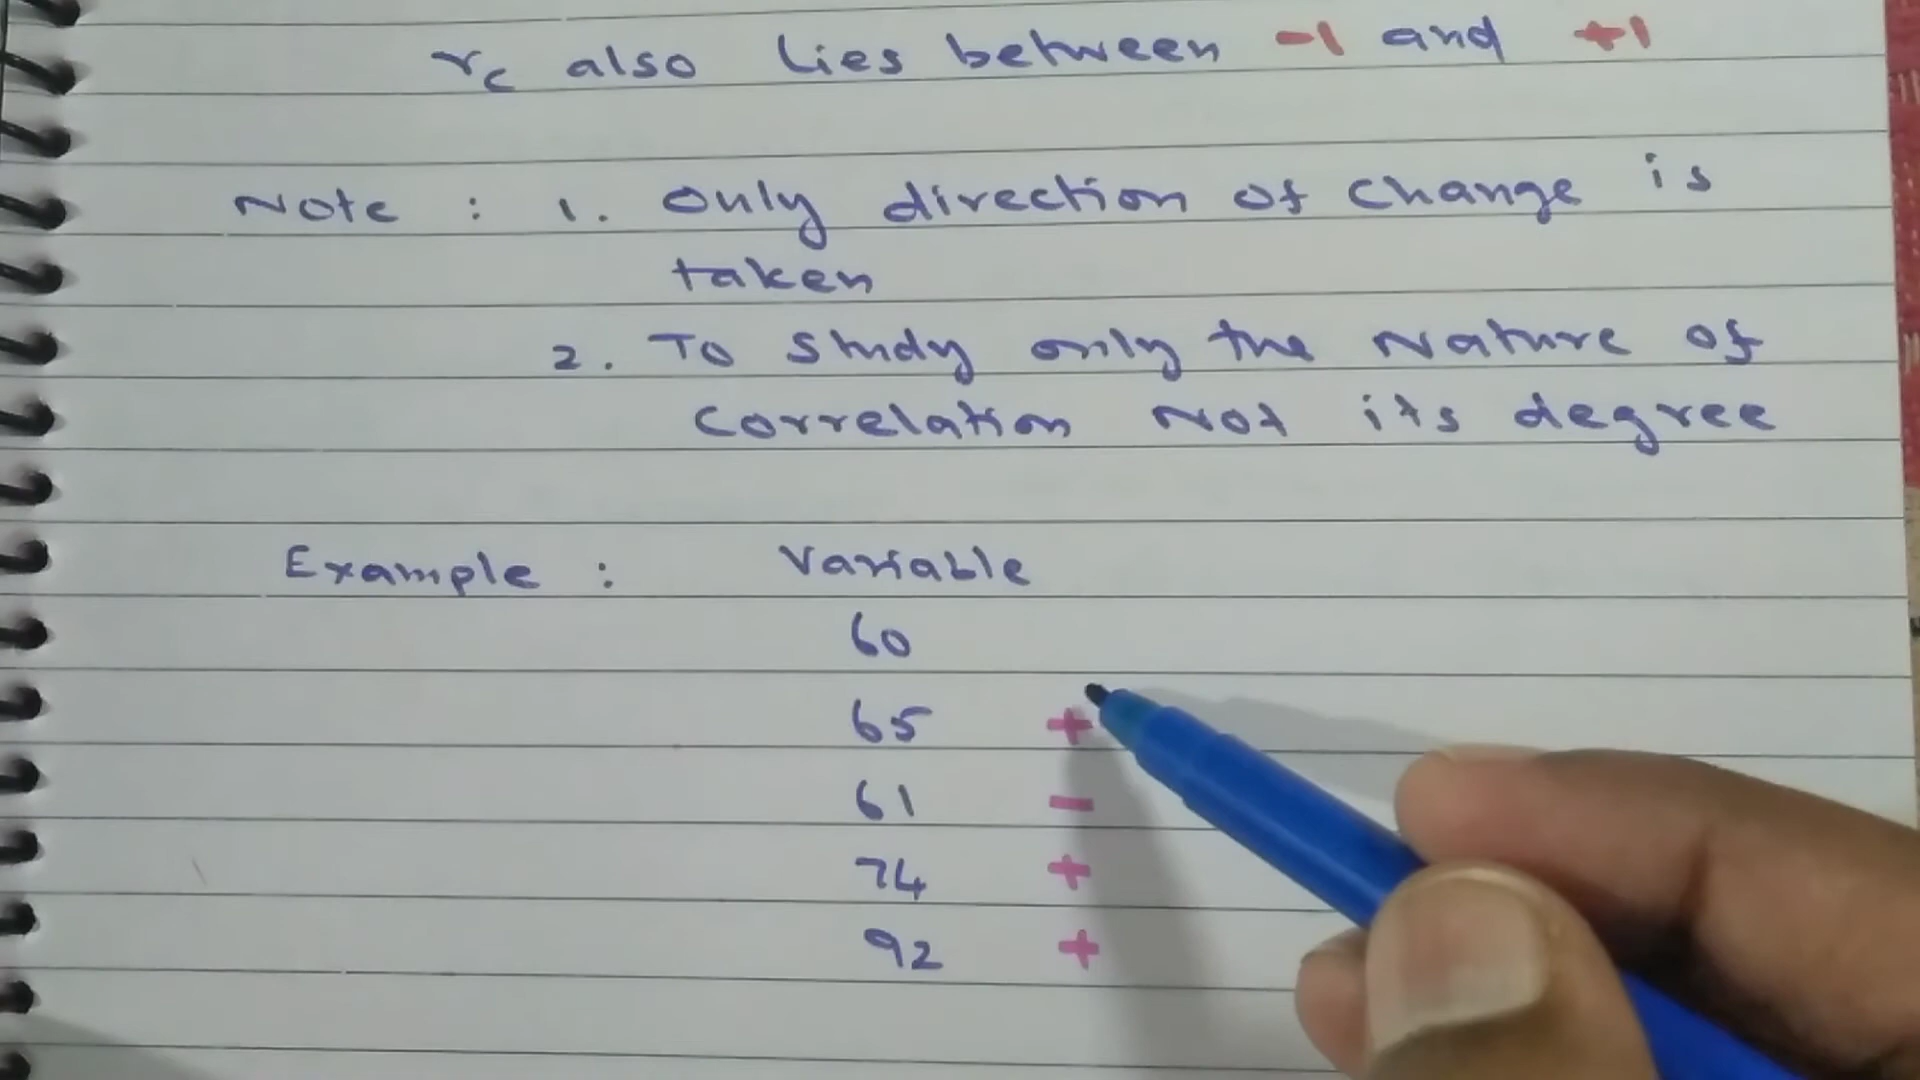 rc also lies between -1 and +1
Note : 1. Only direction of change is
taken
2. To study only the Nature of
Correlation Not its degree
Example : Variable
60
65 +
61 -
74 +
92 +